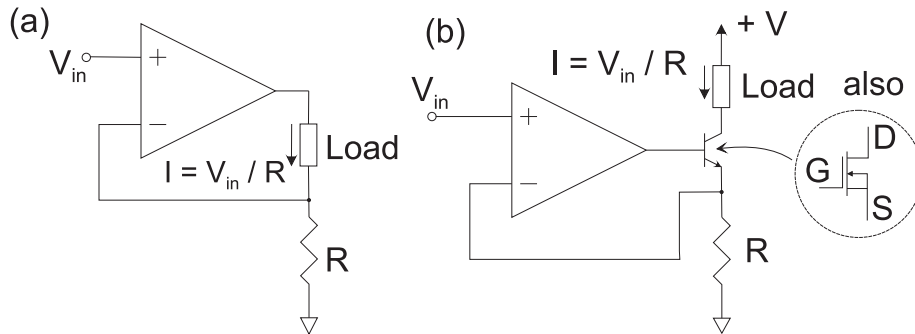 (a)
V_in
+
−
I = V_in / R
Load
R
(b)
+ V
I = V_in / R
Load
also
V_in
+
−
D
G
S
R